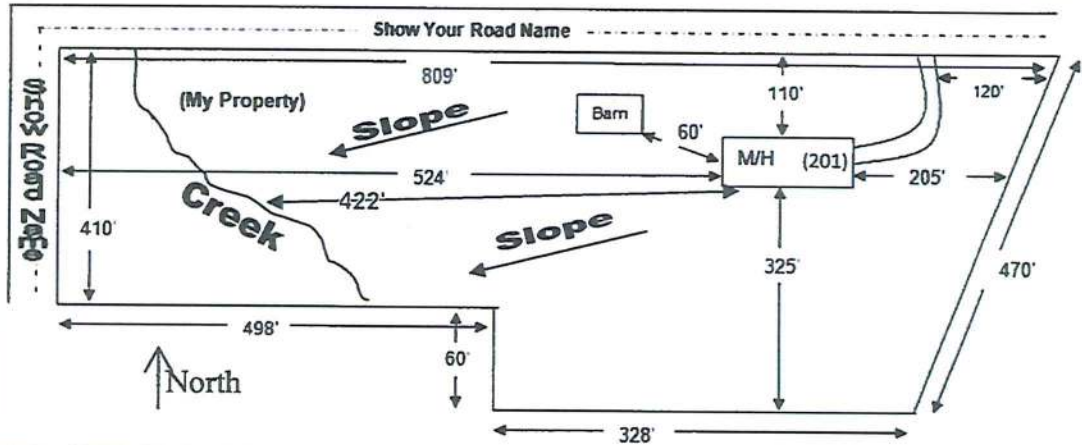 Show Your Road Name
Show Road Name
809'
(My Property)
110'
120'
Barn
Slope
60'
M/H (201)
524'
205'
422'
Creek
410'
Slope
325'
470'
498'
60'
North
328'